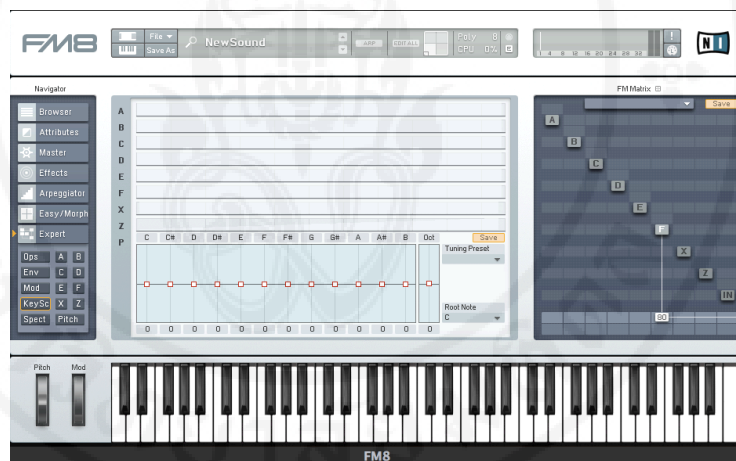 FM8
File
Save As
NewSound
ARP
EDIT ALL
Poly 8
CPU 0%
4 8 12 16 20 24 28 32
!
NI
Navigator
Browser
Attributes
Master
Effects
Arpeggiator
Easy/Morph
Expert
Ops A B
Env C D
Mod E F
KeySc X Z
Spect Pitch
A
B
C
D
E
F
X
Z
P
C C# D D# E F F# G G# A A# B Oct
Save
Tuning Preset
Root Note
C
0 0 0 0 0 0 0 0 0 0 0 0 0
FM Matrix
Save
A
B
C
D
E
F
X
Z
IN
80
Pitch Mod
FM8